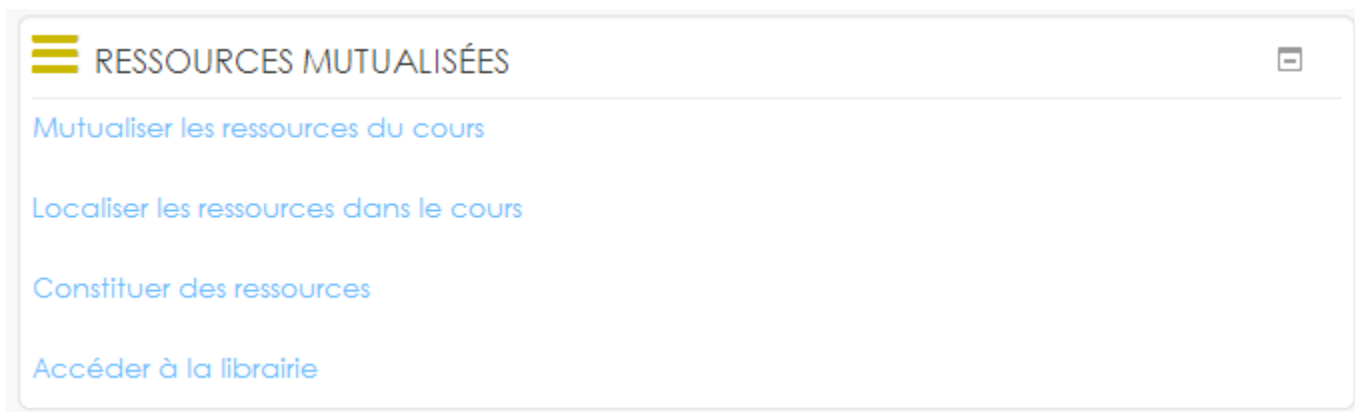 RESSOURCES MUTUALISÉES
Mutualiser les ressources du cours
Localiser les ressources dans le cours
Constituer des ressources
Accéder à la librairie